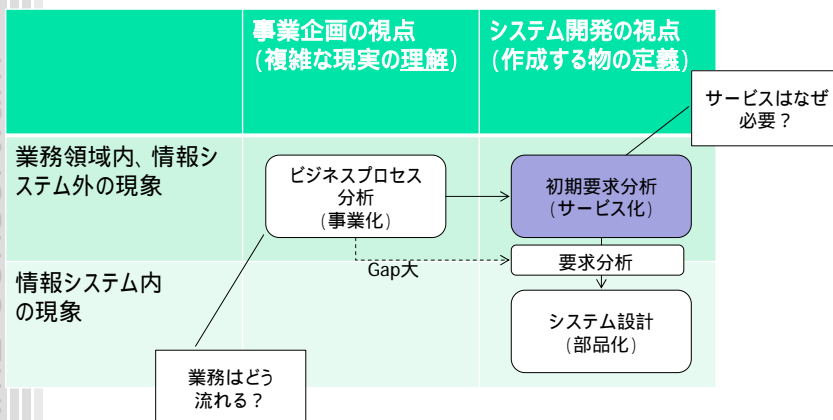 事業企画の視点
(複雑な現実の理解)
システム開発の視点
(作成する物の定義)
サービスはなぜ
必要?
業務領域内、情報シ
ステム外の現象
ビジネスプロセス
分析
(事業化)
初期要求分析
(サービス化)
Gap大
要求分析
情報システム内
の現象
システム設計
(部品化)
業務はどう
流れる?